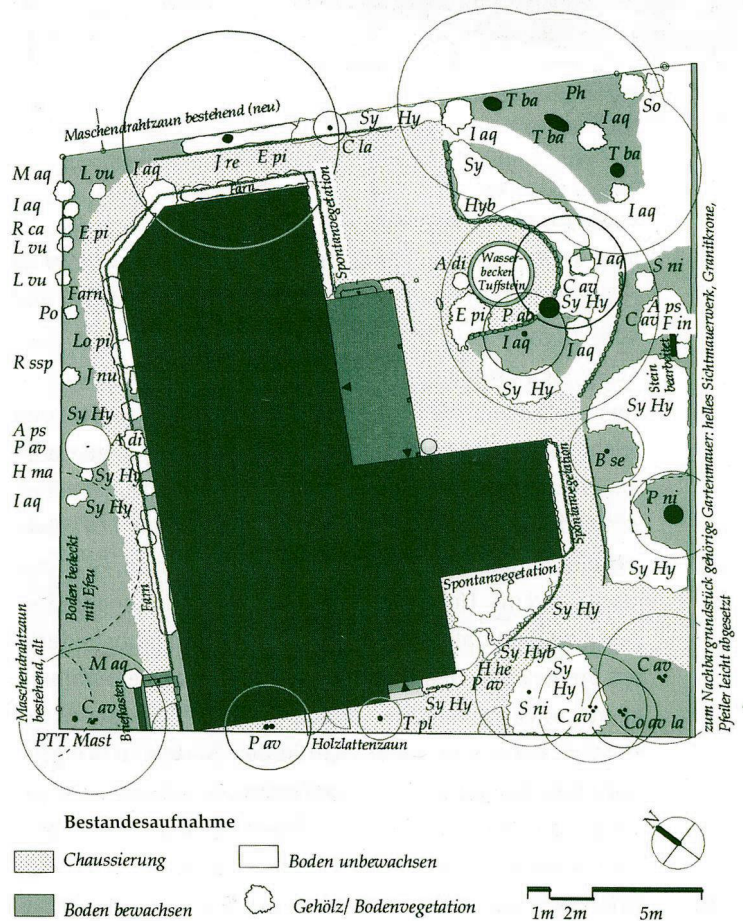 Maschendrahtzaun bestehend (neu)
Sy Hy
C la
J re
E pi
I aq
Farn
Spontanvegetation
T ba
Ph
T ba
I aq
T ba
So
I aq
I aq
Sy
Hyb
M aq
L vu
I aq
R ca
E pi
L vu
L vu
Farn
Po
Lo pi
R ssp
J nu
Sy Hy
A ps
A di
P av
H ma
Sy Hy
I aq
Sy Hy
Boden bedeckt
mit Efeu
Farn
Maschendrahtzaun
bestehend, alt
M aq
Briefkasten
C av
PTT Mast
A di
Wasser-
becken
Tuffstein
I aq
C av
Sy Hy
E pi
P ab
I aq
I aq
Sy Hy
S ni
A ps
C av
F in
Stein
bearbeitet
Sy Hy
B se
P ni
Sy Hy
Spontanvegetation
Spontanvegetation
Sy Hy
Sy Hyb
H he
P av
Sy
Hy
Sy Hy
S ni
C av
C av
Co av la
P av
Holzlattenzaun
T pl
zum Nachbargrundstück gehörige Gartenmauer; helles Sichtmauerwerk, Granitkrone,
Pfeiler leicht abgesetzt
Bestandesaufnahme
Chaussierung
Boden unbewachsen
Boden bewachsen
Gehölz/ Bodenvegetation
N
1m 2m 5m